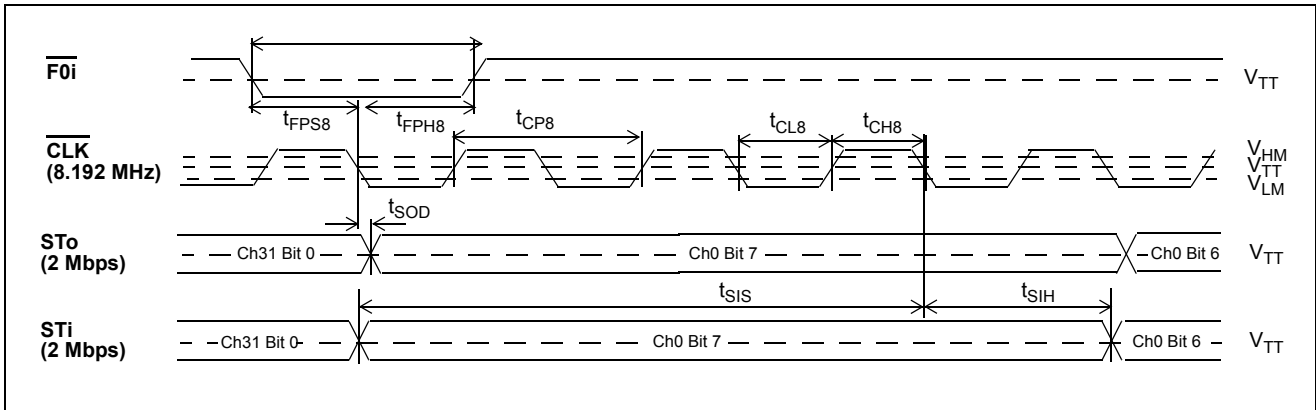 F0i
VTT
tFPS8
tFPH8
tCP8
tCL8
tCH8
CLK
(8.192 MHz)
VHM
VTT
VLM
tSOD
STo
(2 Mbps)
Ch31 Bit 0
Ch0 Bit 7
Ch0 Bit 6
VTT
tSIS
tSIH
STi
(2 Mbps)
Ch31 Bit 0
Ch0 Bit 7
Ch0 Bit 6
VTT